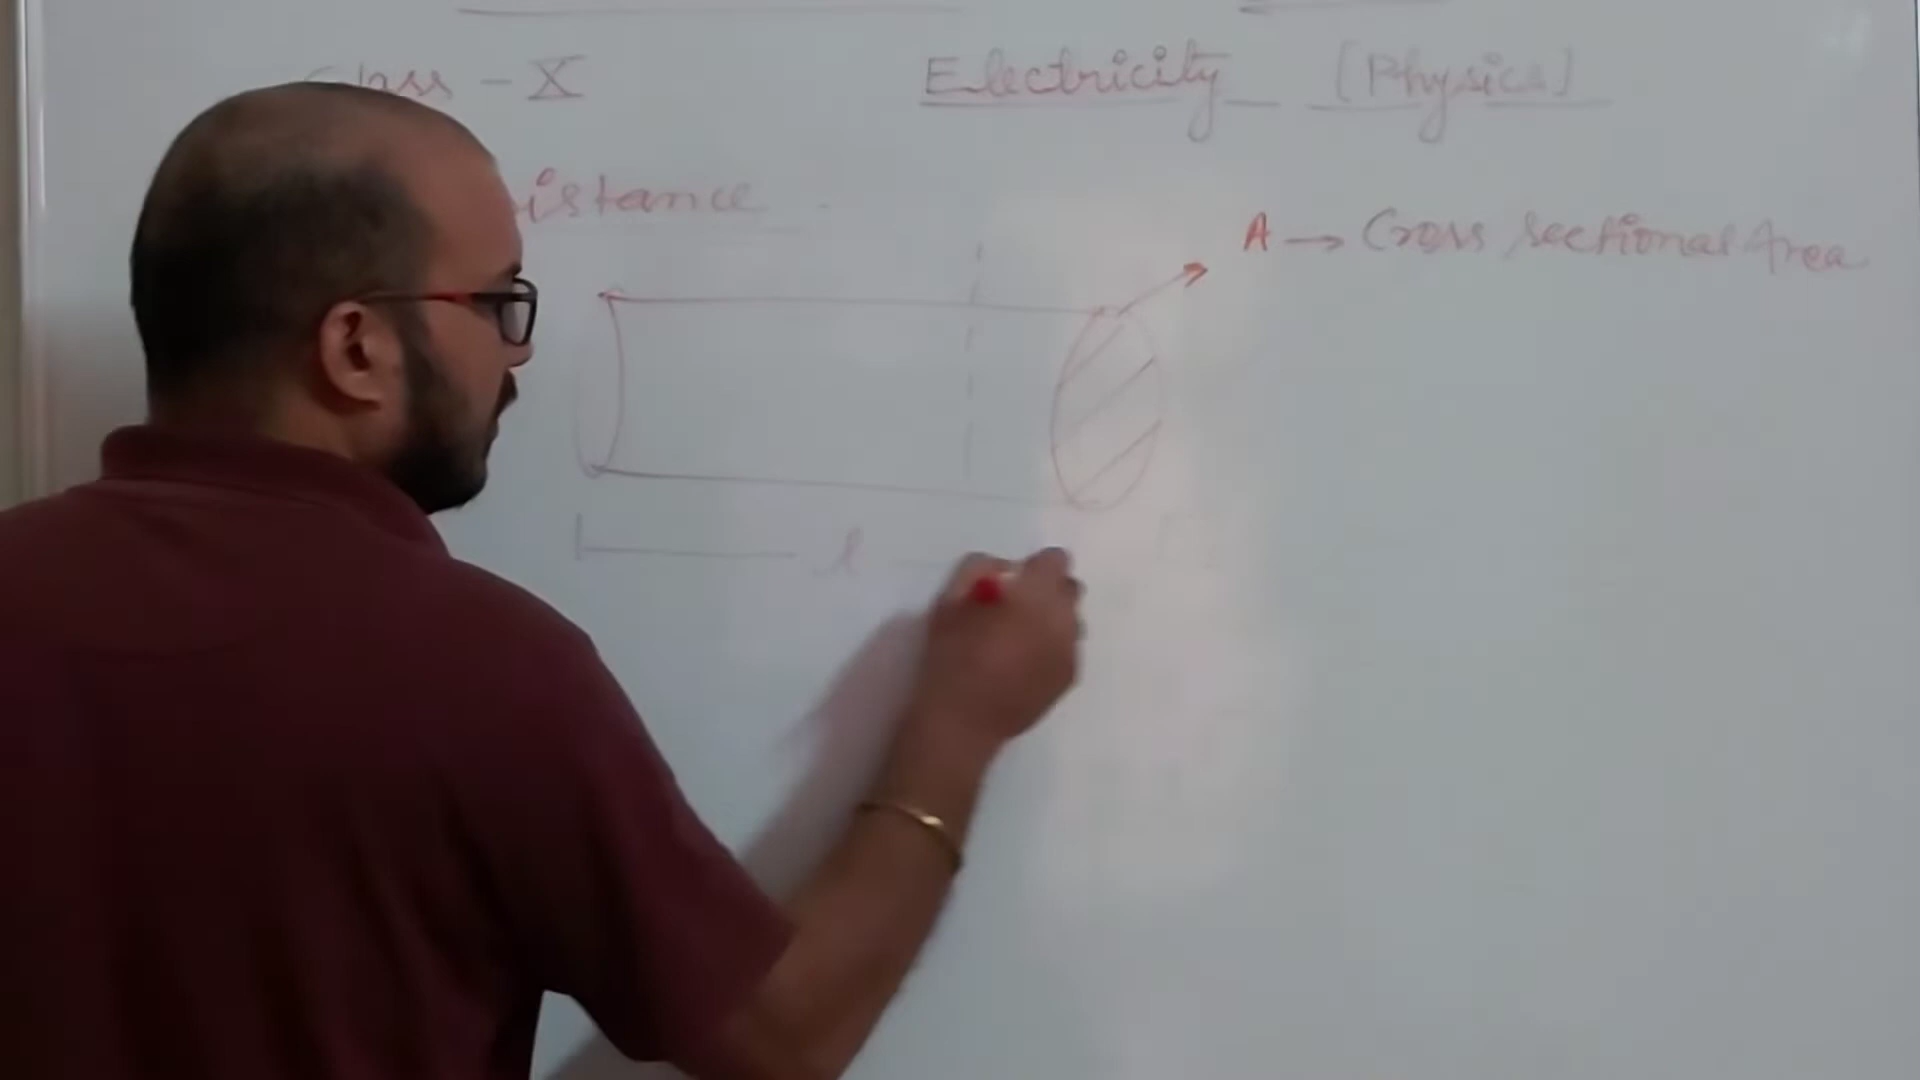 Class - X
Electricity [Physics]
istance
A → Cross sectional Area
l